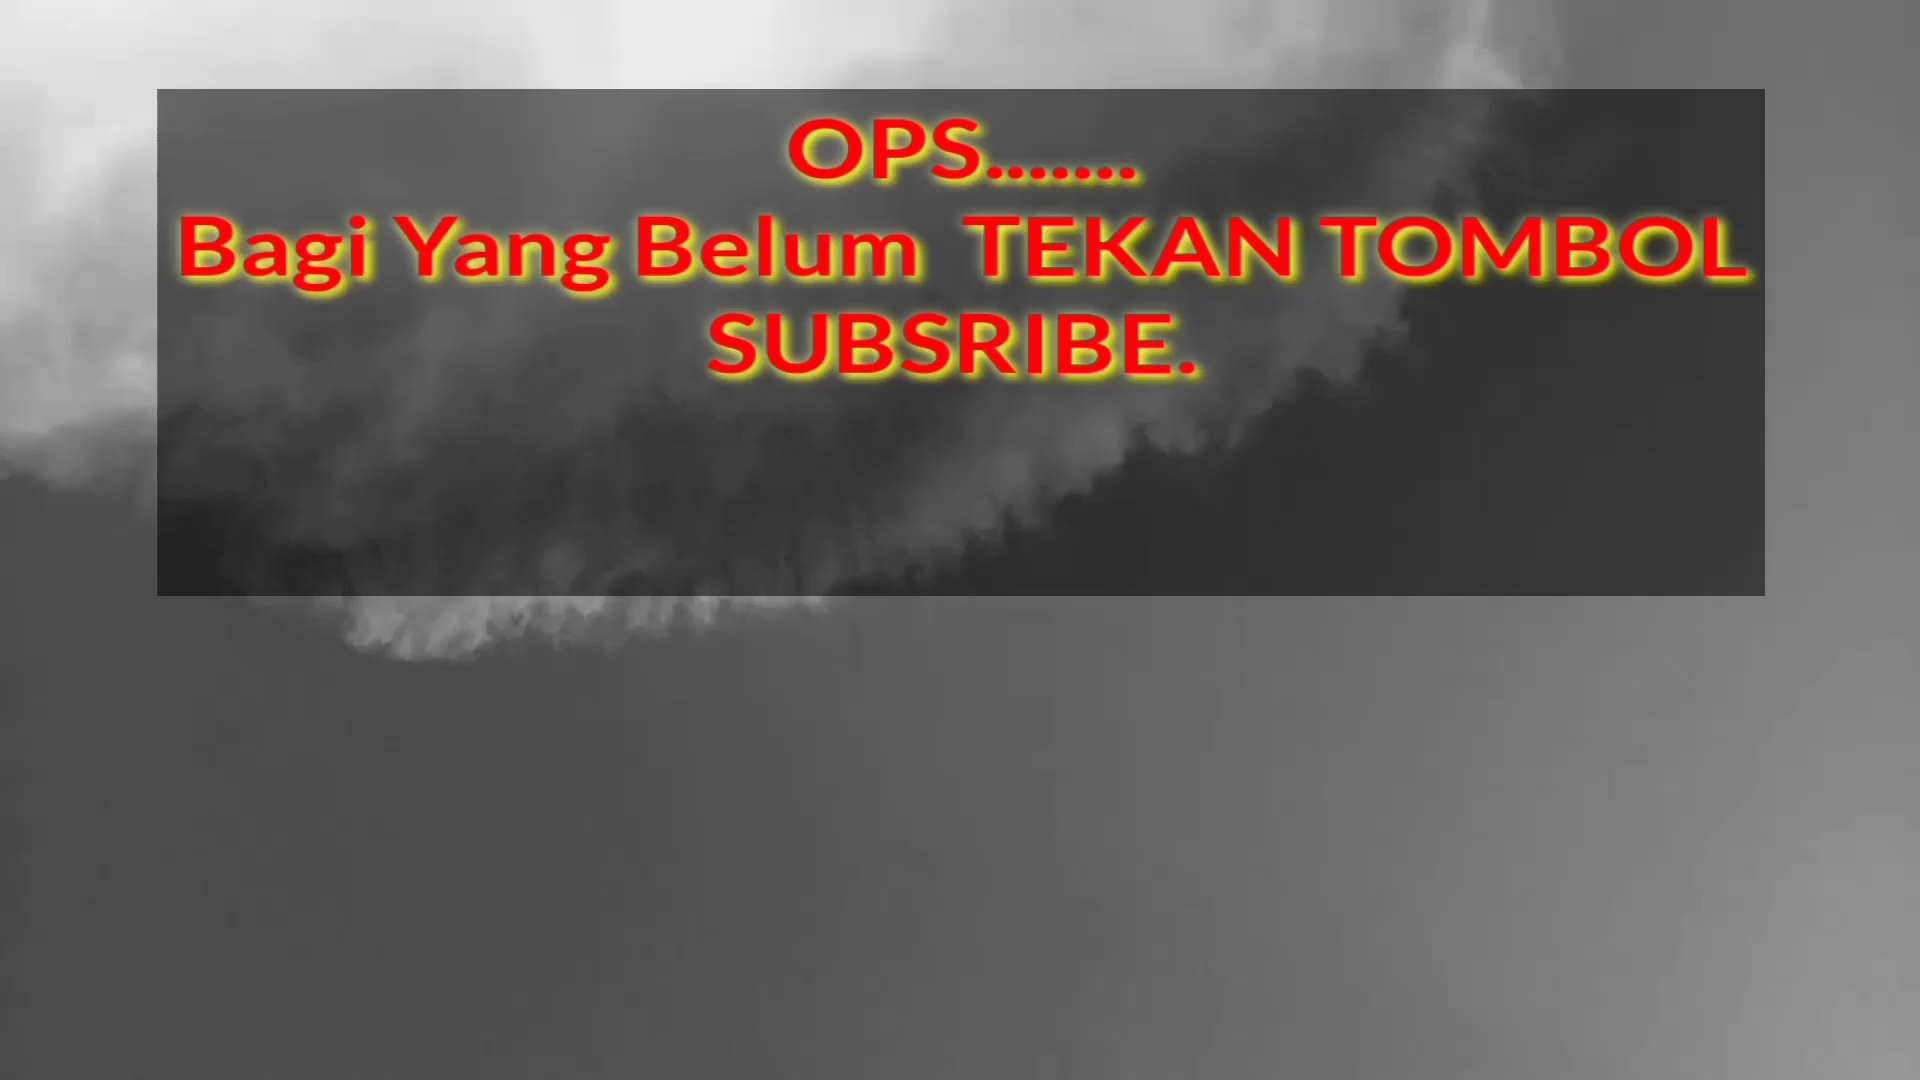 OPS.......
Bagi Yang Belum  TEKAN TOMBOL
SUBSRIBE.